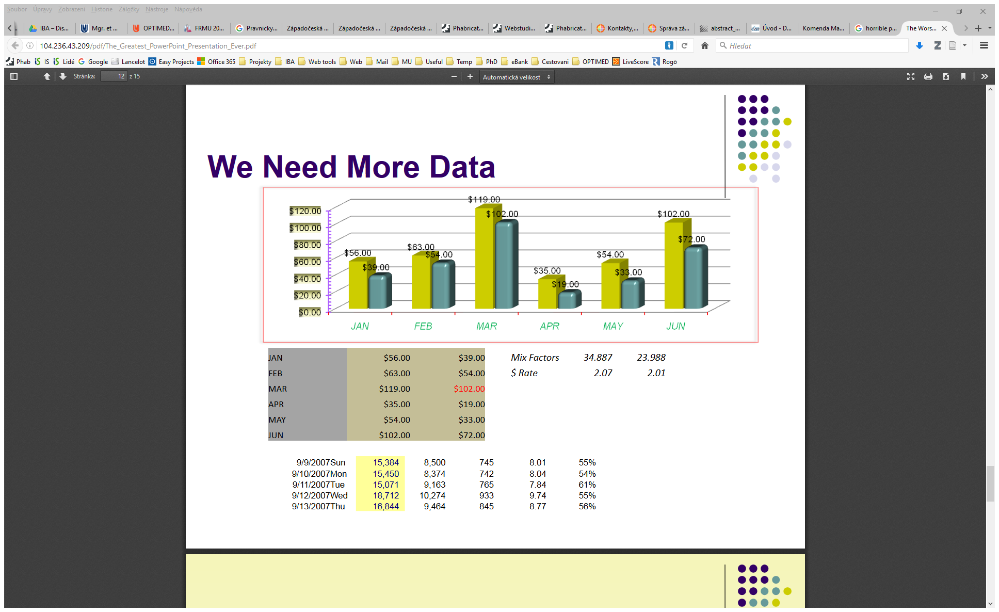 Soubor Úpravy Zobrazení Historie Záložky Nástroje Nápověda
IBA – Dis... Mgr. et ... OPTIMED... FRMU 20... Pravnicky... Západočeská ... Západočeská ... Západočeská ... Phabricat... Webstudi... Phabricat... Kontakty,... Správa zá... abstract_... Úvod - D... Komenda Ma... horrible p... The Wors...
104.236.43.209/pdf/The_Greatest_PowerPoint_Presentation_Ever.pdf Hledat
Phab IS Lidé Google Lancelot Easy Projects Office 365 Projekty IBA Web tools Web Mail MU Useful Temp PhD eBank Cestovani OPTIMED LiveScore Rogō
Stránka: 12 z 15 Automatická velikost
We Need More Data
$119.00
$120.00 $102.00 $102.00
$100.00
$80.00 $63.00 $72.00
$56.00 $54.00 $54.00
$60.00 $39.00 $35.00 $33.00
$40.00 $19.00
$20.00
$0.00
JAN FEB MAR APR MAY JUN
JAN $56.00 $39.00 Mix Factors 34.887 23.988
FEB $63.00 $54.00 $ Rate 2.07 2.01
MAR $119.00 $102.00
APR $35.00 $19.00
MAY $54.00 $33.00
JUN $102.00 $72.00
9/9/2007Sun 15,384 8,500 745 8.01 55%
9/10/2007Mon 15,450 8,374 742 8.04 54%
9/11/2007Tue 15,071 9,163 765 7.84 61%
9/12/2007Wed 18,712 10,274 933 9.74 55%
9/13/2007Thu 16,844 9,464 845 8.77 56%